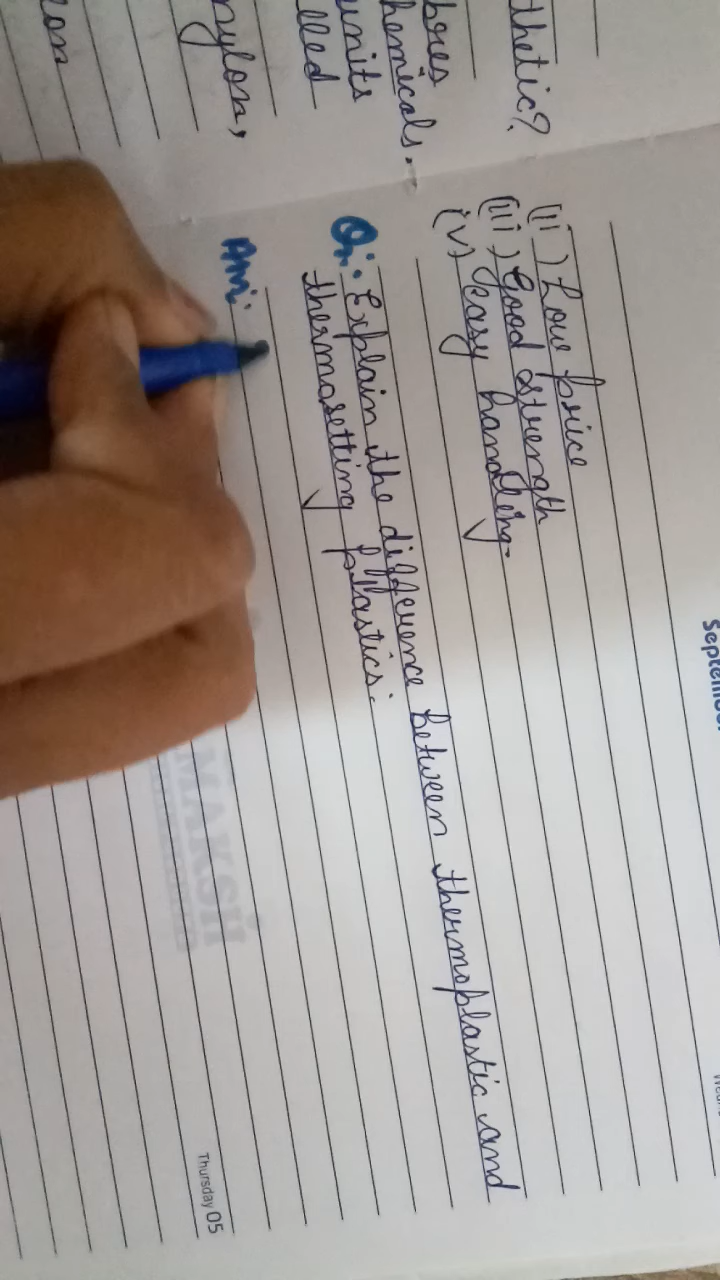 thetic?
bres
hemicals.
units
lled
nylon,
(ii) Low price
(iii) Good strength
(iv) easy handling.
Q:. Explain the difference between thermoplastic and
thermosetting plastics.
Ans:
MAKSH
Thursday 05